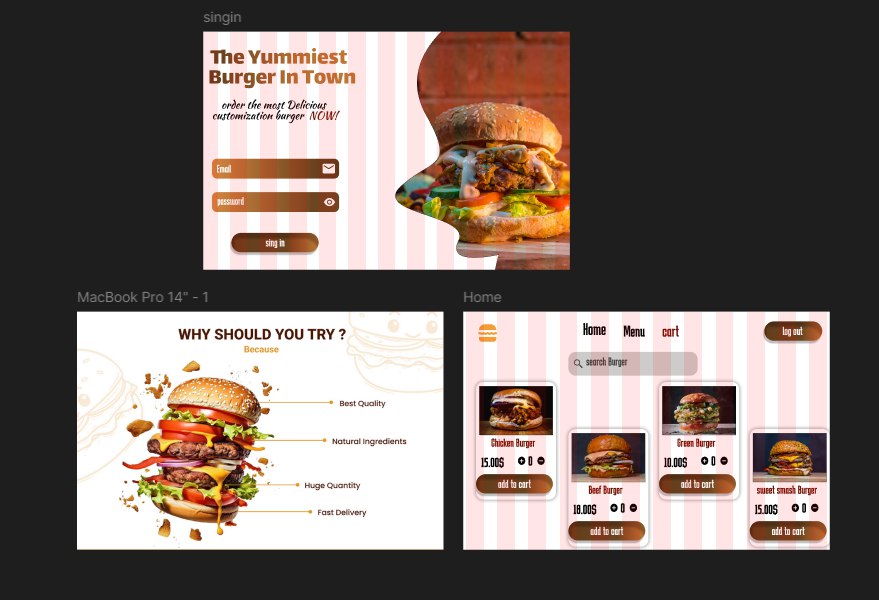 singin
The Yummiest
Burger In Town
order the most Delicious
customization burger NOW!
Email
password
sing in
MacBook Pro 14" - 1
WHY SHOULD YOU TRY ?
Because
Best Quality
Natural Ingredients
Huge Quantity
Fast Delivery
Home
Home Menu cart
log out
search Burger
Chicken Burger
15.00$ 0
add to cart
Beef Burger
18.00$ 0
add to cart
Green Burger
10.00$ 0
add to cart
sweet smash Burger
15.00$ 0
add to cart